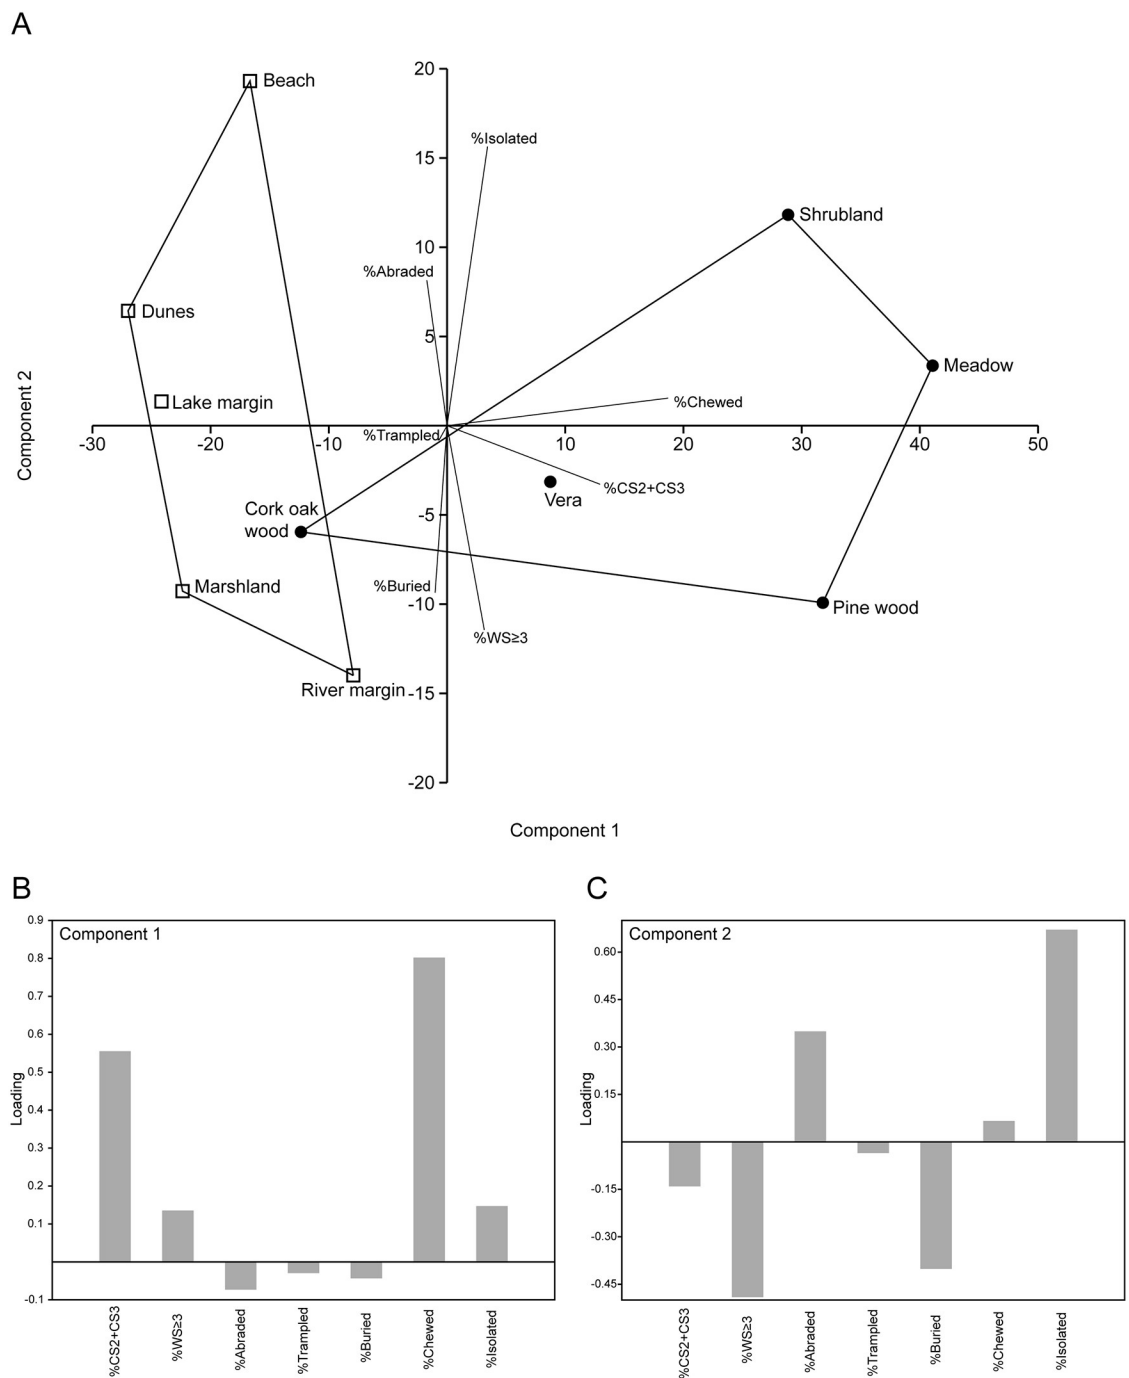 A
Beach
20
%Isolated
15
Shrubland
10
%Abraded
Dunes
5
Meadow
Component 2
Lake margin
%Chewed
-30
-20
-10
%Trampled
10
20
30
40
50
%CS2+CS3
Vera
Cork oak
wood
-5
Marshland
%Buried
-10
Pine wood
%WS≥3
River margin
-15
-20
Component 1
B
0.9
Component 1
0.8
0.7
0.6
0.5
Loading
0.4
0.3
0.2
0.1
-0.1
%CS2+CS3
%WS≥3
%Abraded
%Trampled
%Buried
%Chewed
%Isolated
C
Component 2
0.60
0.45
0.30
Loading
0.15
-0.15
-0.30
-0.45
%CS2+CS3
%WS≥3
%Abraded
%Trampled
%Buried
%Chewed
%Isolated